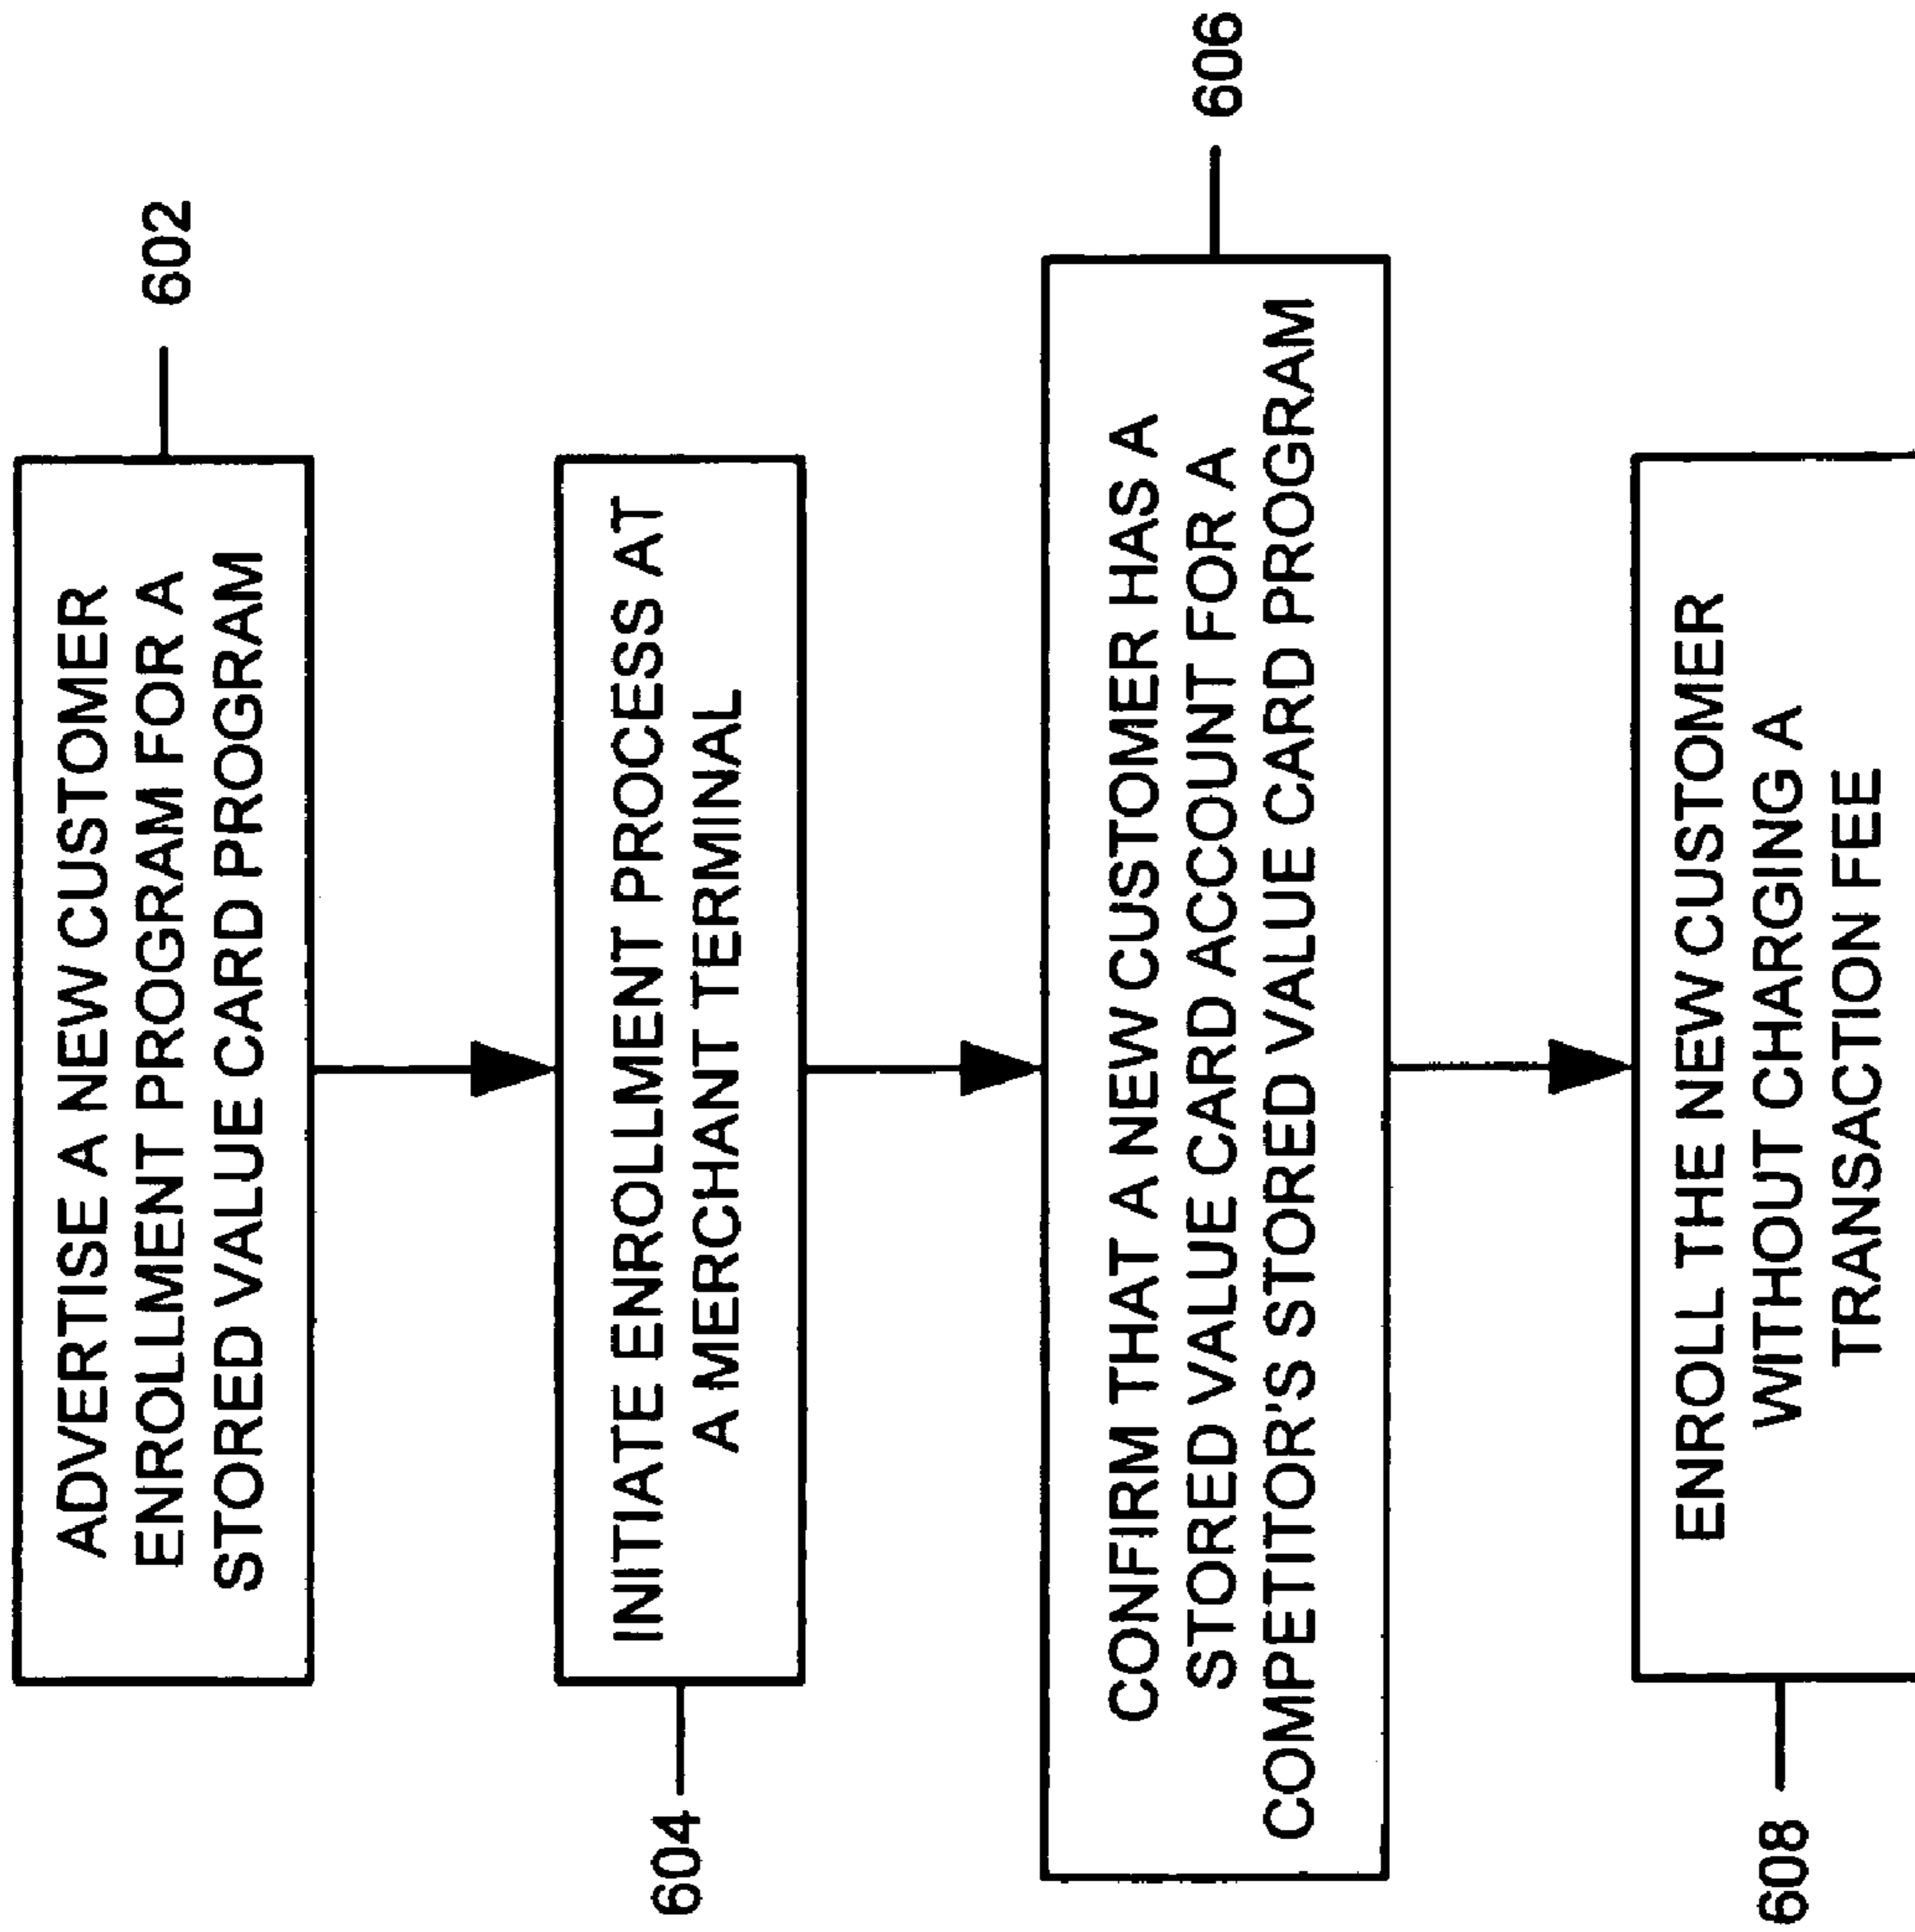 ADVERTISE A NEW CUSTOMER
ENROLLMENT PROGRAM FOR A
STORED VALUE CARD PROGRAM
602
INITIATE ENROLLMENT PROCESS AT
A MERCHANT TERMINAL
604
CONFIRM THAT A NEW CUSTOMER HAS A
STORED VALUE CARD ACCOUNT FOR A
COMPETITOR'S STORED VALUE CARD PROGRAM
606
ENROLL THE NEW CUSTOMER
WITHOUT CHARGING A
TRANSACTION FEE
608